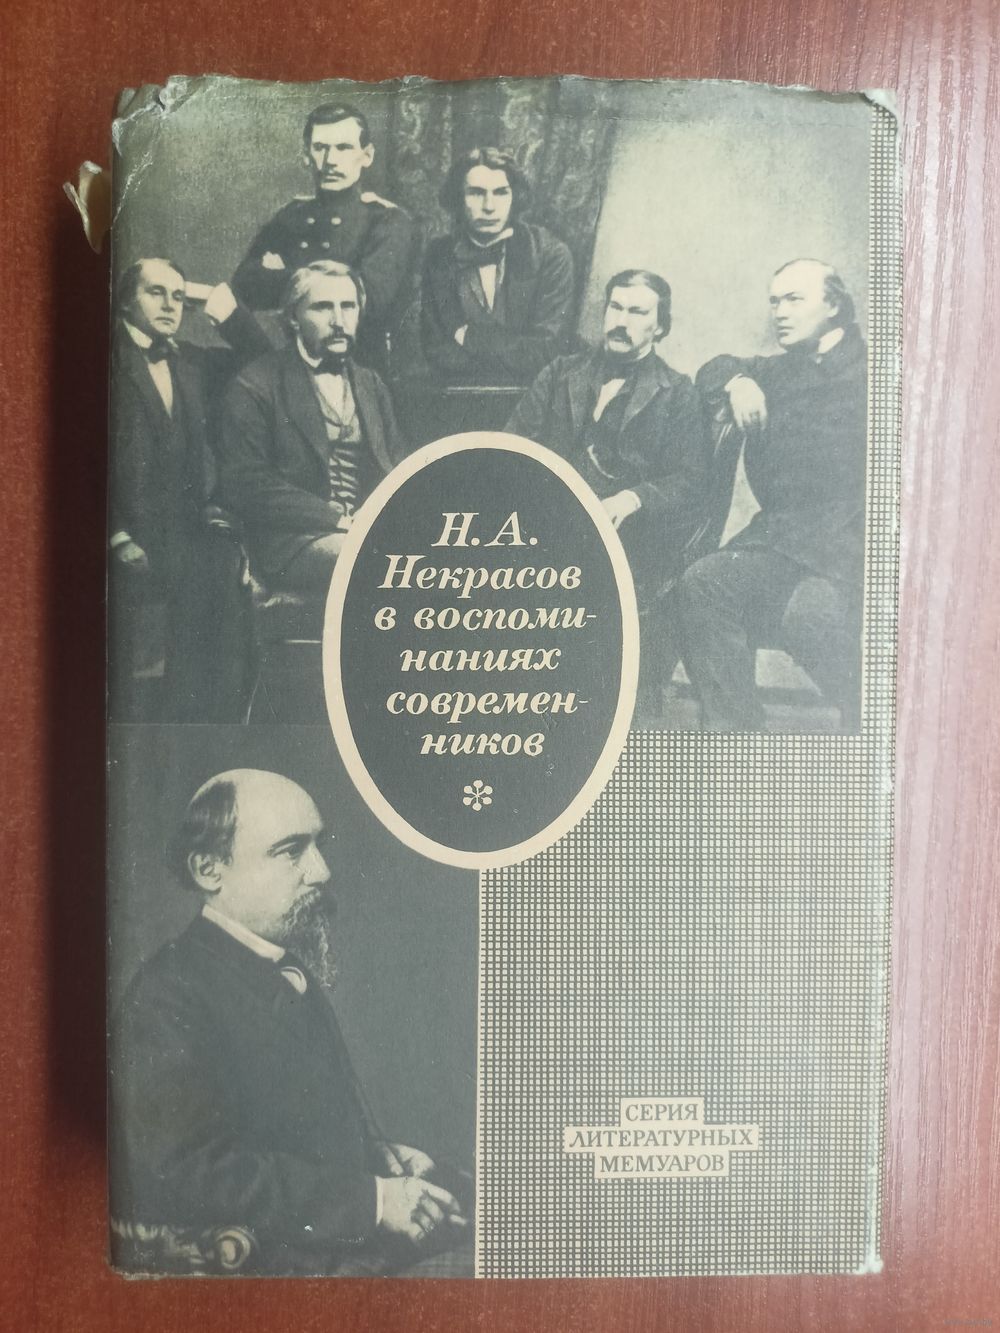 Н. А.
Некрасов
в воспоми-
наниях
современ-
ников
СЕРИЯ
ЛИТЕРАТУРНЫХ
МЕМУАРОВ